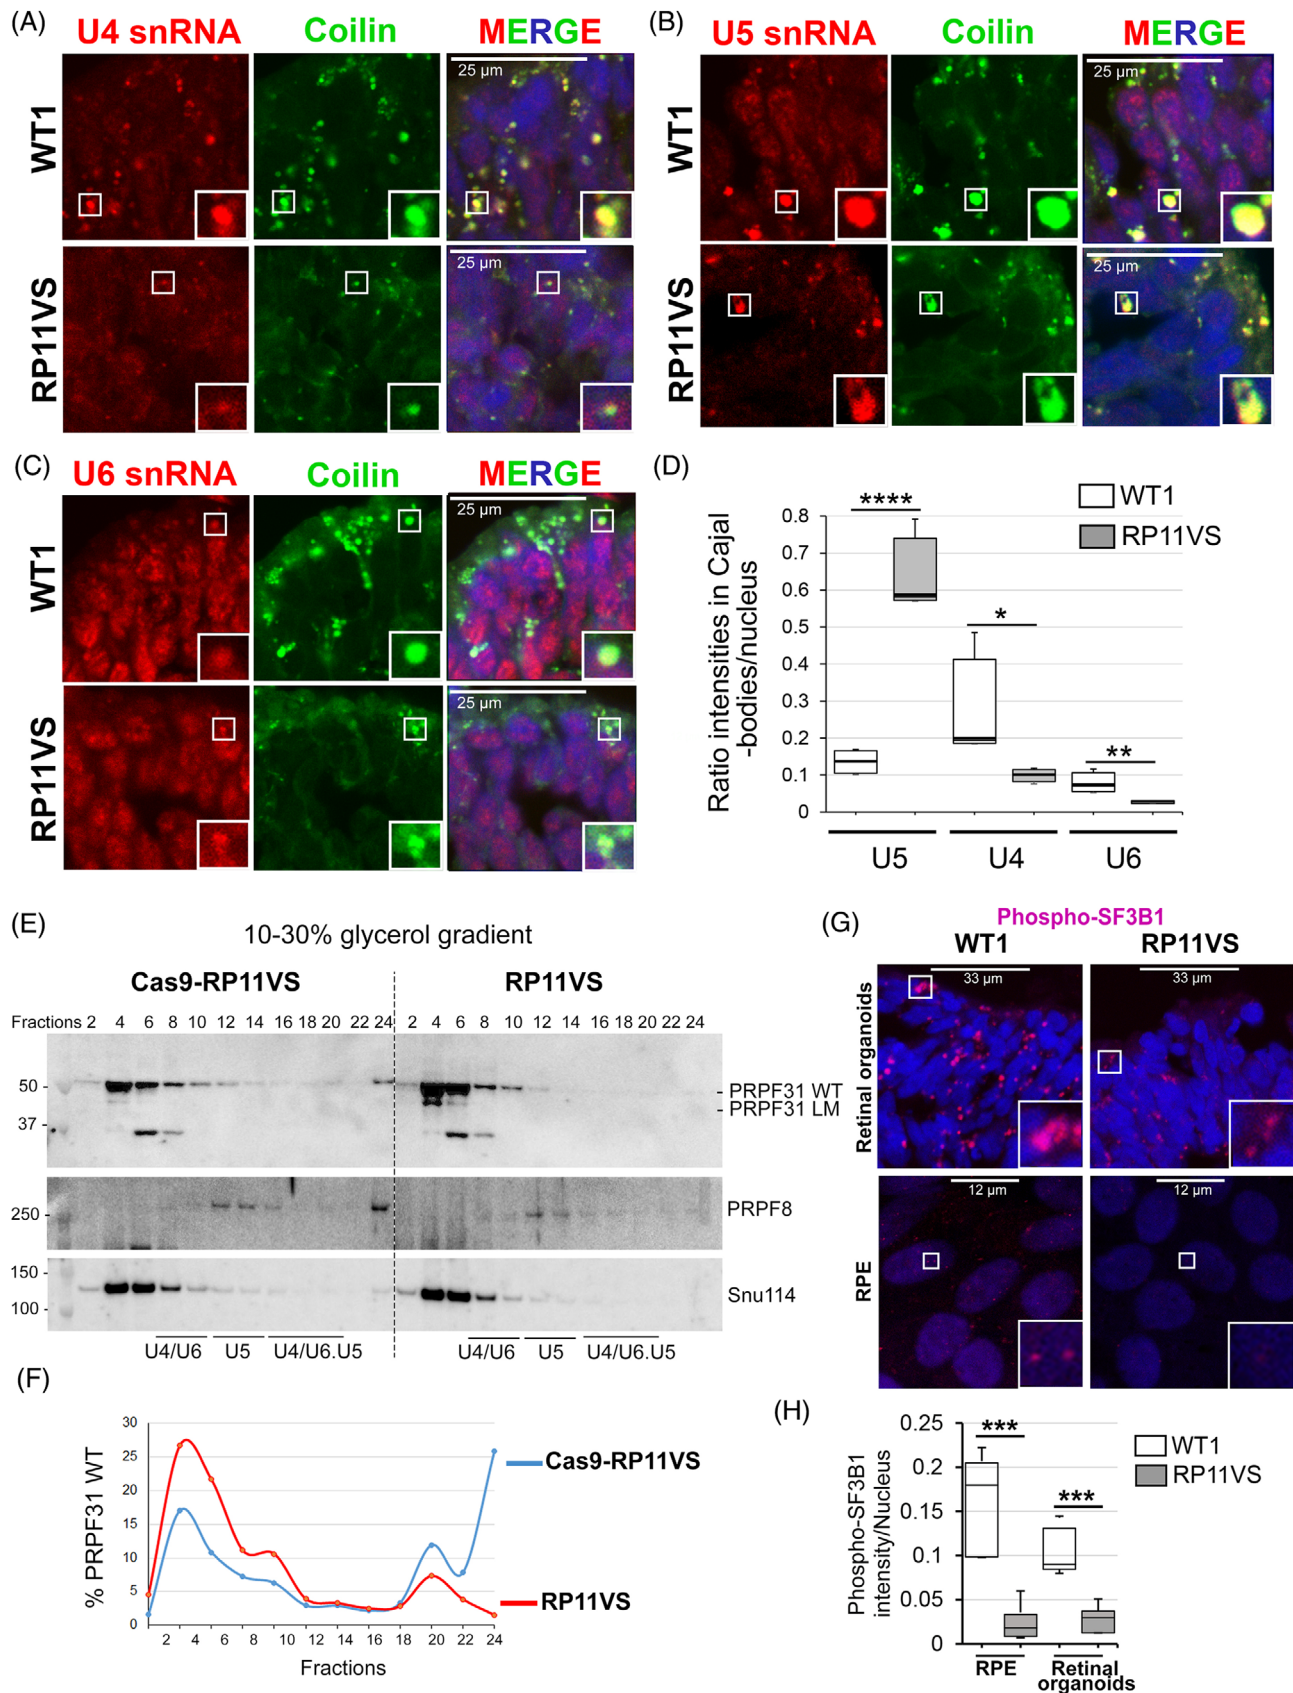 (A)
U4 snRNA Coilin MERGE
WT1
25 µm
RP11VS
25 µm
(B)
U5 snRNA Coilin MERGE
WT1
25 µm
RP11VS
25 µm
(C)
U6 snRNA Coilin MERGE
WT1
25 µm
RP11VS
25 µm
(D)
Ratio intensities in Cajal
-bodies/nucleus
WT1
RP11VS
0.8
0.7
0.6
0.5
0.4
0.3
0.2
0.1
0
****
*
**
U5 U4 U6
(E)
10-30% glycerol gradient
Cas9-RP11VS RP11VS
Fractions 2 4 6 8 10 12 14 16 18 20 22 24 2 4 6 8 10 12 14 16 18 20 22 24
50 -
37 -
PRPF31 WT
PRPF31 LM
250 -
PRPF8
150 -
100 -
Snu114
U4/U6 U5 U4/U6.U5 U4/U6 U5 U4/U6.U5
(F)
% PRPF31 WT
30
25
20
15
10
5
0
2 4 6 8 10 12 14 16 18 20 22 24
Fractions
Cas9-RP11VS
RP11VS
(G)
Phospho-SF3B1
WT1 RP11VS
Retinal organoids
33 µm 33 µm
RPE
12 µm 12 µm
(H)
Phospho-SF3B1
intensity/Nucleus
0.25
0.2
0.15
0.1
0.05
0
***
***
WT1
RP11VS
RPE Retinal
organoids